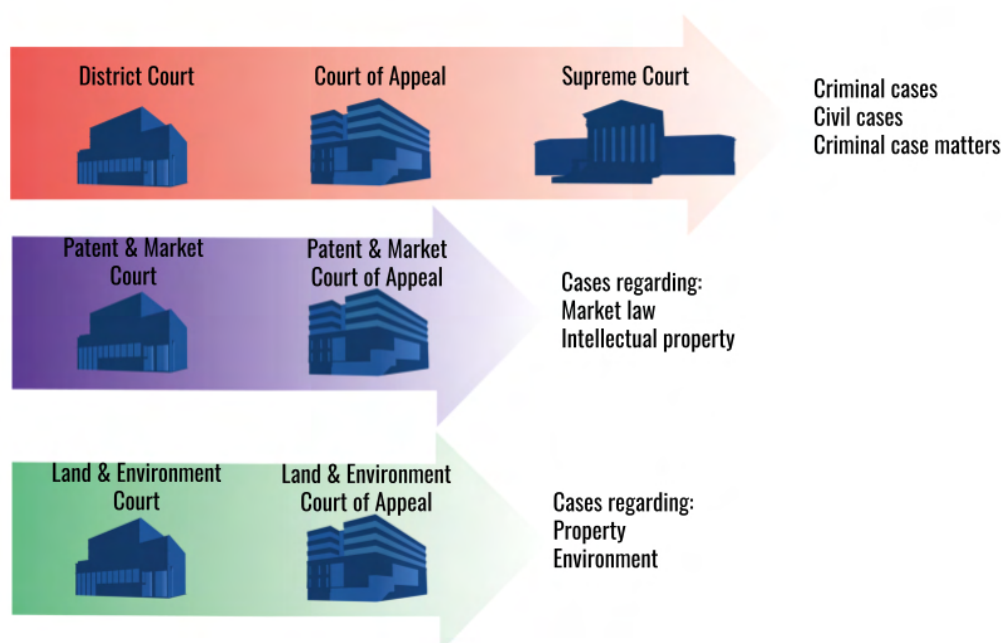 District Court
Court of Appeal
Supreme Court
Criminal cases
Civil cases
Criminal case matters
Patent & Market
Court
Patent & Market
Court of Appeal
Cases regarding:
Market law
Intellectual property
Land & Environment
Court
Land & Environment
Court of Appeal
Cases regarding:
Property
Environment